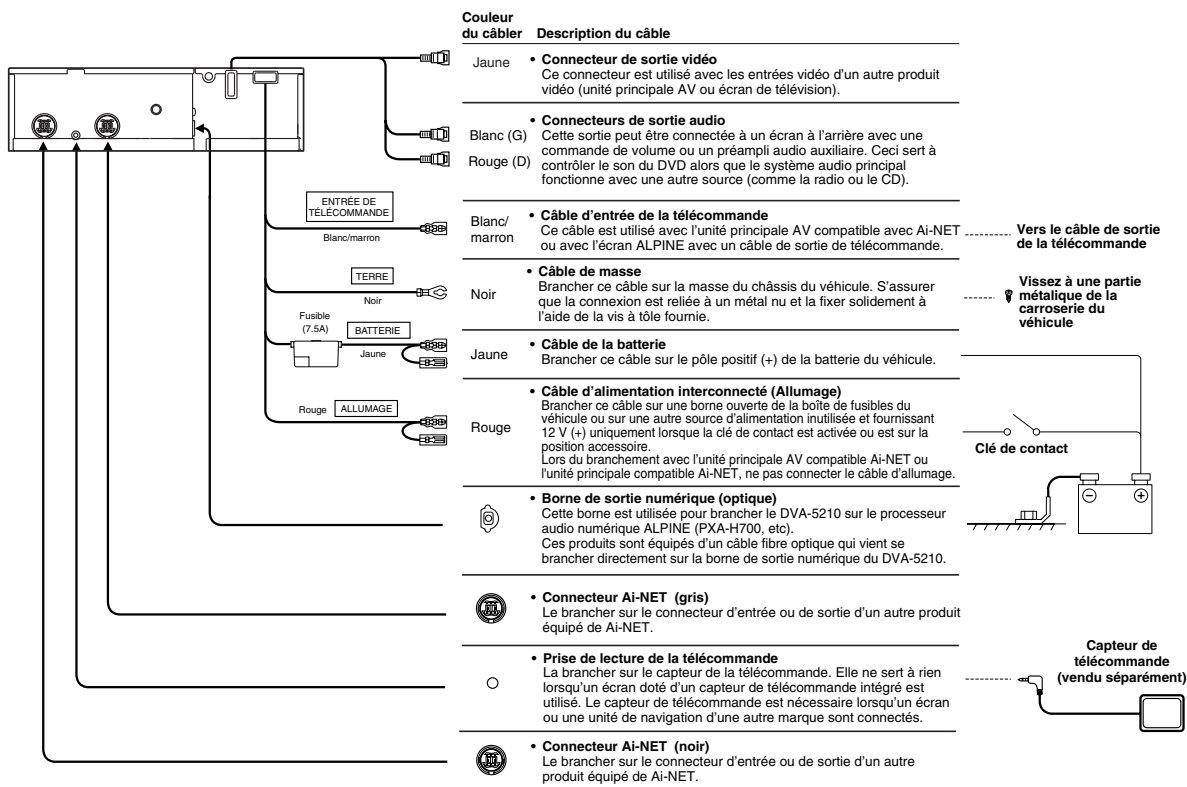 Couleur
du câbler Description du câble
Jaune
• Connecteur de sortie vidéo
Ce connecteur est utilisé avec les entrées vidéo d'un autre produit
vidéo (unité principale AV ou écran de télévision).
Blanc (G)
Rouge (D)
• Connecteurs de sortie audio
Cette sortie peut être connectée à un écran à l'arrière avec une
commande de volume ou un préampli audio auxiliaire. Ceci sert à
contrôler le son du DVD alors que le système audio principal
fonctionne avec une autre source (comme la radio ou le CD).
ENTRÉE DE
TÉLÉCOMMANDE
Blanc/marron
Blanc/
marron
• Câble d'entrée de la télécommande
Ce câble est utilisé avec l'unité principale AV compatible avec Ai-NET
ou avec l'écran ALPINE avec un câble de sortie de télécommande.
Vers le câble de sortie
de la télécommande
TERRE
Noir
Noir
• Câble de masse
Brancher ce câble sur la masse du châsis du véhicule. S'assurer
que la connexion est reliée à un métal nu et la fixer solidement à
l'aide de la vis à tôle fournie.
Vissez à une partie
métalique de la
carroserie du
véhicule
Fusible
(7.5A)
BATTERIE
Jaune
Jaune
• Câble de la batterie
Brancher ce câble sur le pôle positif (+) de la batterie du véhicule.
Rouge
ALLUMAGE
Rouge
• Câble d'alimentation interconnecté (Allumage)
Brancher ce câble sur une borne ouverte de la boîte de fusibles du
véhicule ou sur une autre source d'alimentation inutilisée et fournissant
12 V (+) uniquement lorsque la clé de contact est activée ou est sur la
position accessoire.
Lors du branchement avec l'unité principale AV compatible Ai-NET ou
l'unité principale compatible Ai-NET, ne pas connecter le câble d'allumage.
Clé de contact
• Borne de sortie numérique (optique)
Cette borne est utilisée pour brancher le DVA-5210 sur le processeur
audio numérique ALPINE (PXA-H700, etc).
Ces produits sont équipés d'un câble fibre optique qui vient se
brancher directement sur la borne de sortie numérique du DVA-5210.
• Connecteur Ai-NET (gris)
Le brancher sur le connecteur d'entrée ou de sortie d'un autre produit
équipé de Ai-NET.
• Prise de lecture de la télécommande
La brancher sur le capteur de la télécommande. Elle ne sert à rien
lorsqu'un écran doté d'un capteur de télécommande intégré est
utilisé. Le capteur de télécommande est nécessaire lorsqu'un écran
ou une unité de navigation d'une autre marque sont connectés.
Capteur de
télécommande
(vendu séparément)
• Connecteur Ai-NET (noir)
Le brancher sur le connecteur d'entrée ou de sortie d'un autre
produit équipé de Ai-NET.